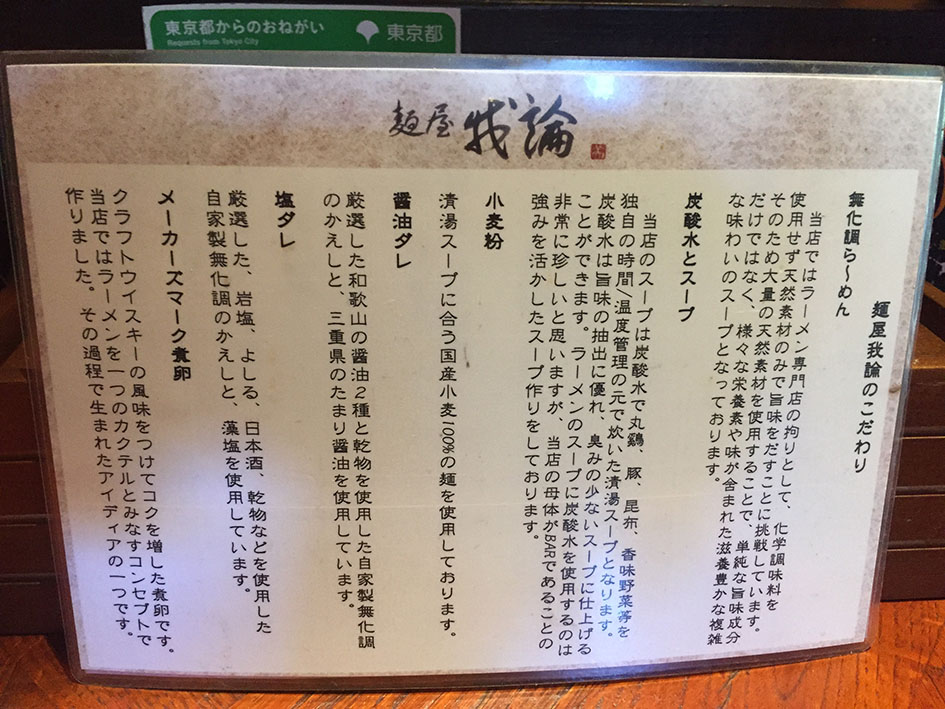 東京都からのおねがい
Requests from Tokyo City
東京都
麺屋 我論
麺屋我論のこだわり
無化調ら〜めん
当店ではラーメン専門店の拘りとして、化学調味料を
使用せず天然素材のみで旨味をだすことに挑戦しています。
そのため大量の天然素材を使用することで、単純な旨味成分
だけではなく、様々な栄養素や味が含まれた滋養豊かな複雑
な味わいのスープとなっております。
炭酸水とスープ
当店のスープは炭酸水で丸鶏、豚、昆布、香味野菜等を
独自の時間/温度管理の元で炊いた清湯スープとなります。
炭酸水は旨味の抽出に優れ、臭みの少ないスープに仕上げる
ことができます。ラーメンのスープに炭酸水を使用するのは
非常に珍しいと思いますが、当店の母体がBARであることの
強みを活かしたスープ作りをしております。
小麦粉
清湯スープに合う国産小麦100%の麺を使用しております。
醤油ダレ
厳選した和歌山の醤油2種と乾物を使用した自家製無化調
のかえしと、三重県のたまり醤油を使用しています。
塩ダレ
厳選した、岩塩、よしる、日本酒、乾物などを使用した
自家製無化調のかえしと、藻塩を使用しています。
メーカーズマーク煮卵
クラフトウイスキーの風味をつけてコクを増した煮卵です。
当店ではラーメンを一つのカクテルとみなすコンセプトで
作りました。その過程で生まれたアイディアの一つです。